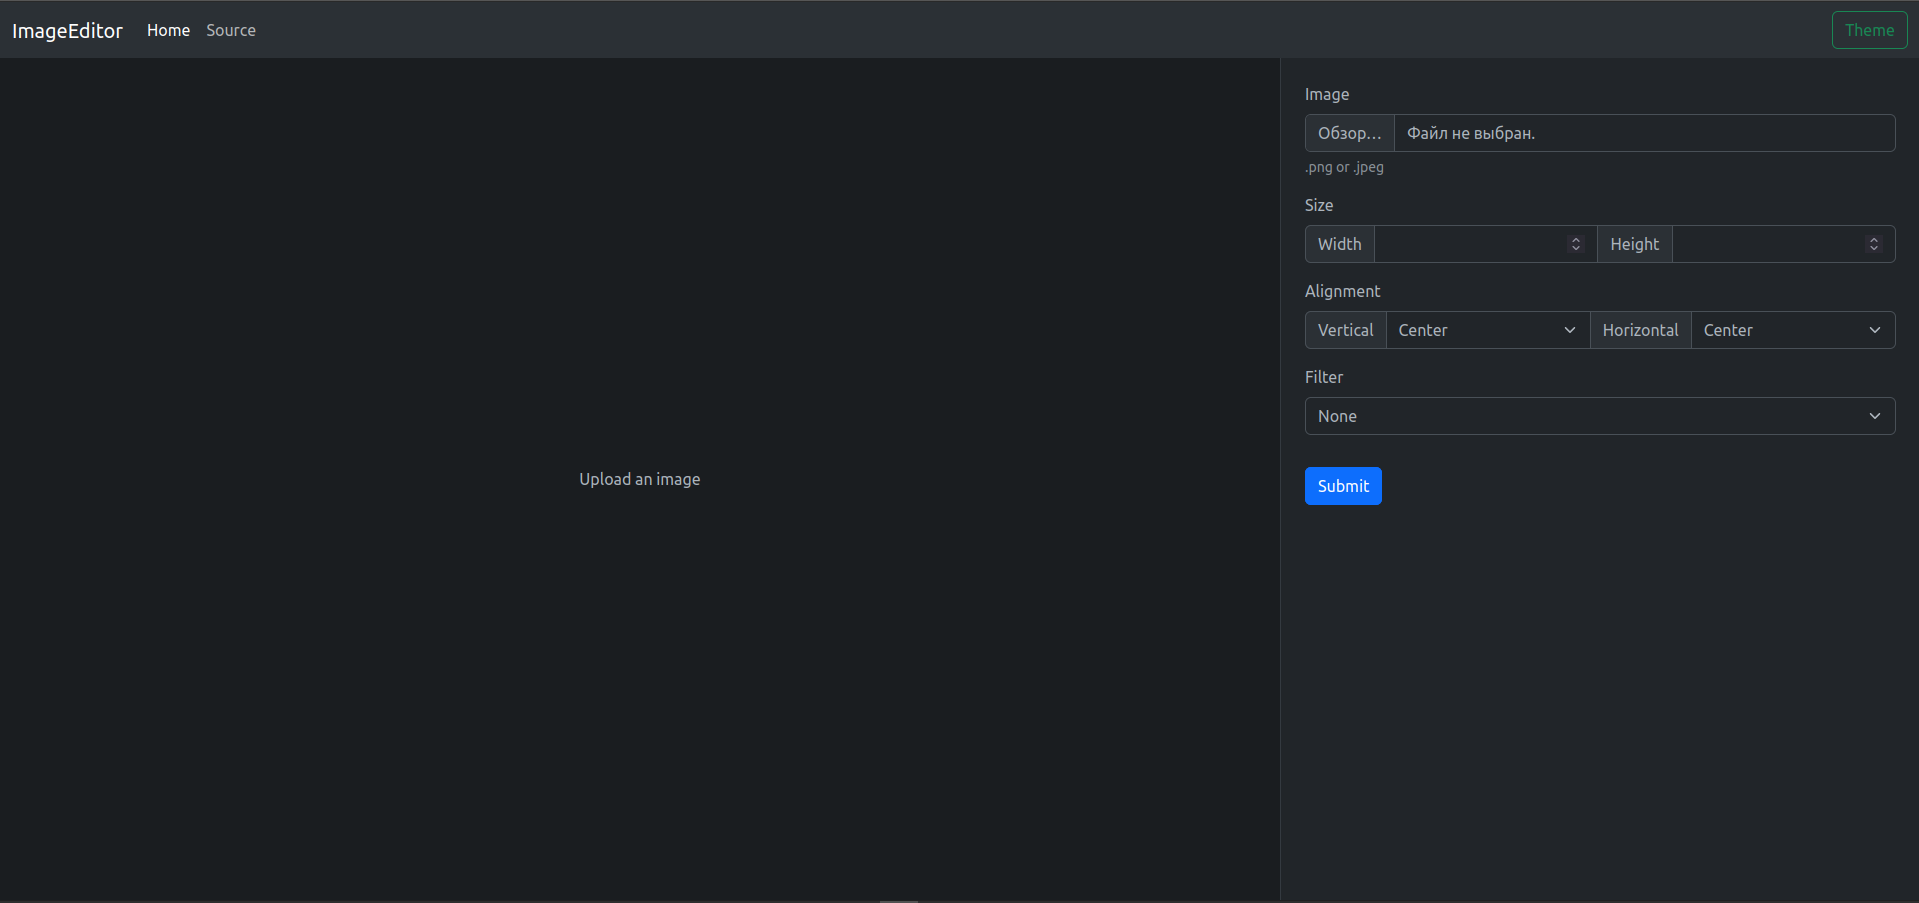 ImageEditor Home Source Theme
Image
Обзор... Файл не выбран.
.png or .jpeg
Size
Width Height
Alignment
Vertical Center Horizontal Center
Filter
None
Upload an image
Submit